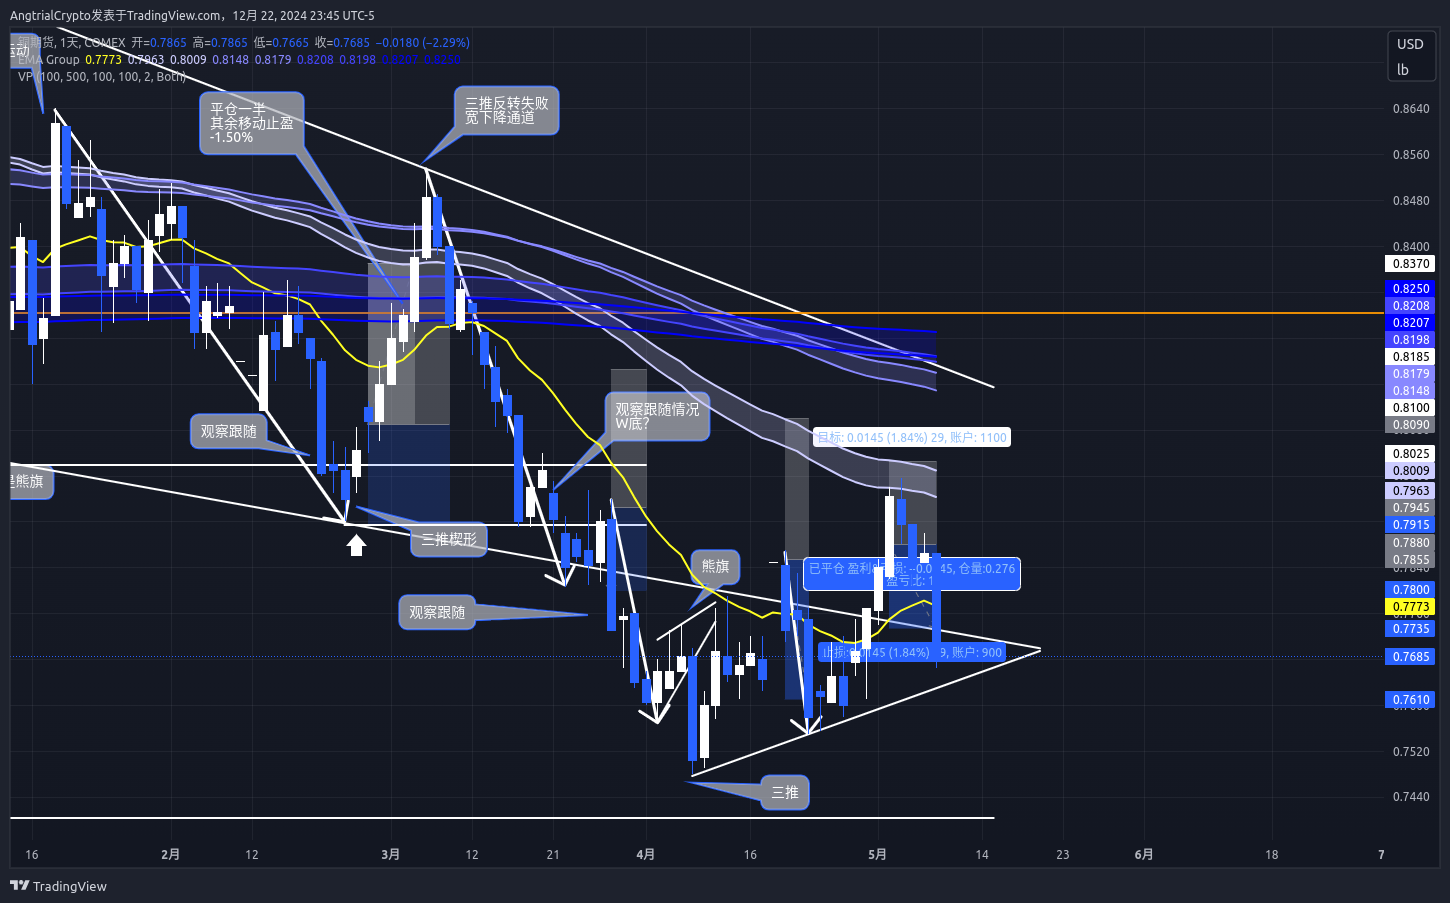 AngtrialCrypto发表于TradingView.com，12月 22, 2024 23:45 UTC-5
期货, 1天, COMEX 开=0.7865 高=0.7865 低=0.7665 收=0.7685 −0.0180 (−2.29%)
EMA Group 0.7773 0.7963 0.8009 0.8148 0.8179 0.8208 0.8198
VP (100, 500, 100, 100, 2, Both)
运动
平仓一半
其余移动止盈
-1.50%
三推反转失败
宽下降通道
观察跟随
是熊旗
三推楔形
观察跟随情况
W底?
观察跟随
熊旗
三推
目标: 0.0145 (1.84%) 29, 账户: 1100
已平仓 盈利&亏损: 45, 仓量:0.276
盈亏比: 1
止损: 0.0145 (1.84%) 9, 账户: 900
USD
lb
0.8640
0.8560
0.8480
0.8400
0.8370
0.8250
0.8208
0.8207
0.8198
0.8185
0.8179
0.8148
0.8100
0.8090
0.8025
0.8009
0.7963
0.7945
0.7915
0.7880
0.7855
0.7840
0.7800
0.7773
0.7735
0.7685
0.7610
0.7520
0.7440
16 2月 12 3月 12 21 4月 16 5月 14 23 6月 18 7
TradingView